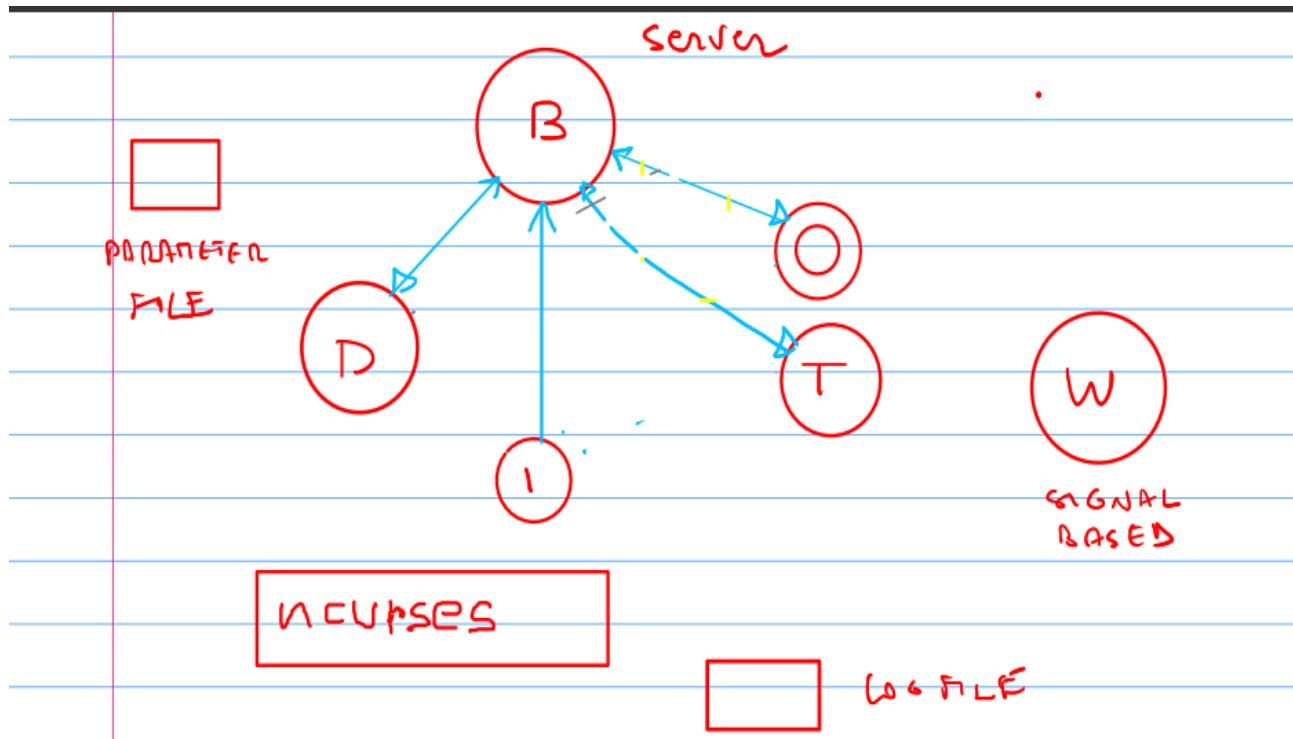 Server
B
PARAMETER
FILE
O
D
T
W
I
SIGNAL
BASED
ncurses
LOG FILE